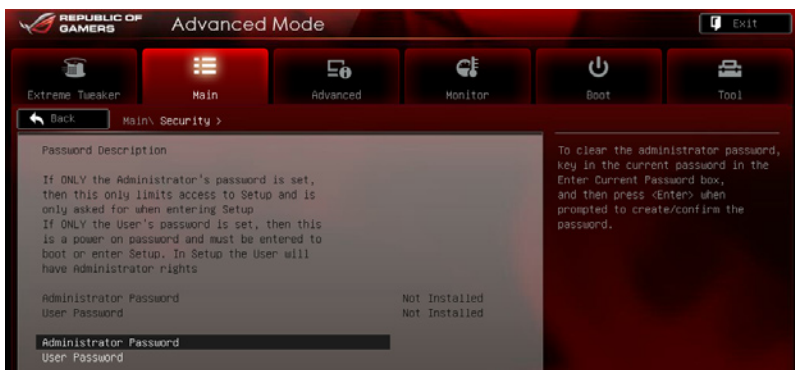 REPUBLIC OF
GAMERS
Advanced Mode
Exit
Extreme Tweaker
Main
Advanced
Monitor
Boot
Tool
Back
Main\ Security >
Password Description
If ONLY the Administrator's password is set,
then this only limits access to Setup and is
only asked for when entering Setup
If ONLY the User's password is set, then this
is a power on password and must be entered to
boot or enter Setup. In Setup the User will
have Administrator rights
Administrator Password Not Installed
User Password Not Installed
Administrator Password
User Password
To clear the administrator password,
key in the current password in the
Enter Current Password box,
and then press <Enter> when
prompted to create/confirm the
password.